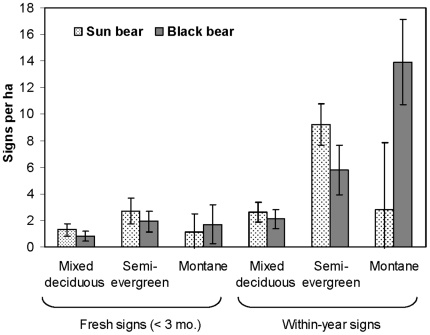 18
16
14
12
10
8
6
4
2
0
Signs per ha
Sun bear Black bear
Mixed Semi- Montane Mixed Semi- Montane
deciduous evergreen deciduous evergreen
Fresh signs (< 3 mo.) Within-year signs